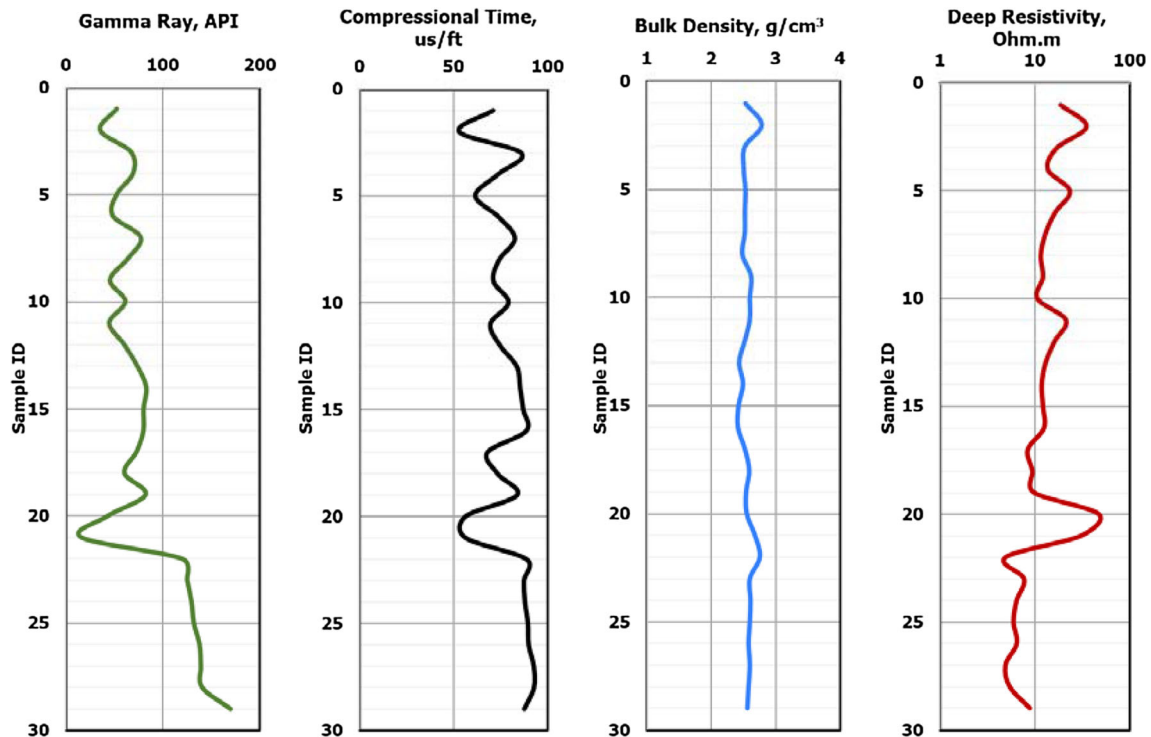 Gamma Ray, API
0 100 200
0
5
10
15
20
25
30
Sample ID
Compressional Time,
us/ft
0 50 100
0
5
10
15
20
25
30
Sample ID
Bulk Density, g/cm³
1 2 3 4
0
5
10
15
20
25
30
Sample ID
Deep Resistivity,
Ohm.m
1 10 100
0
5
10
15
20
25
30
Sample ID